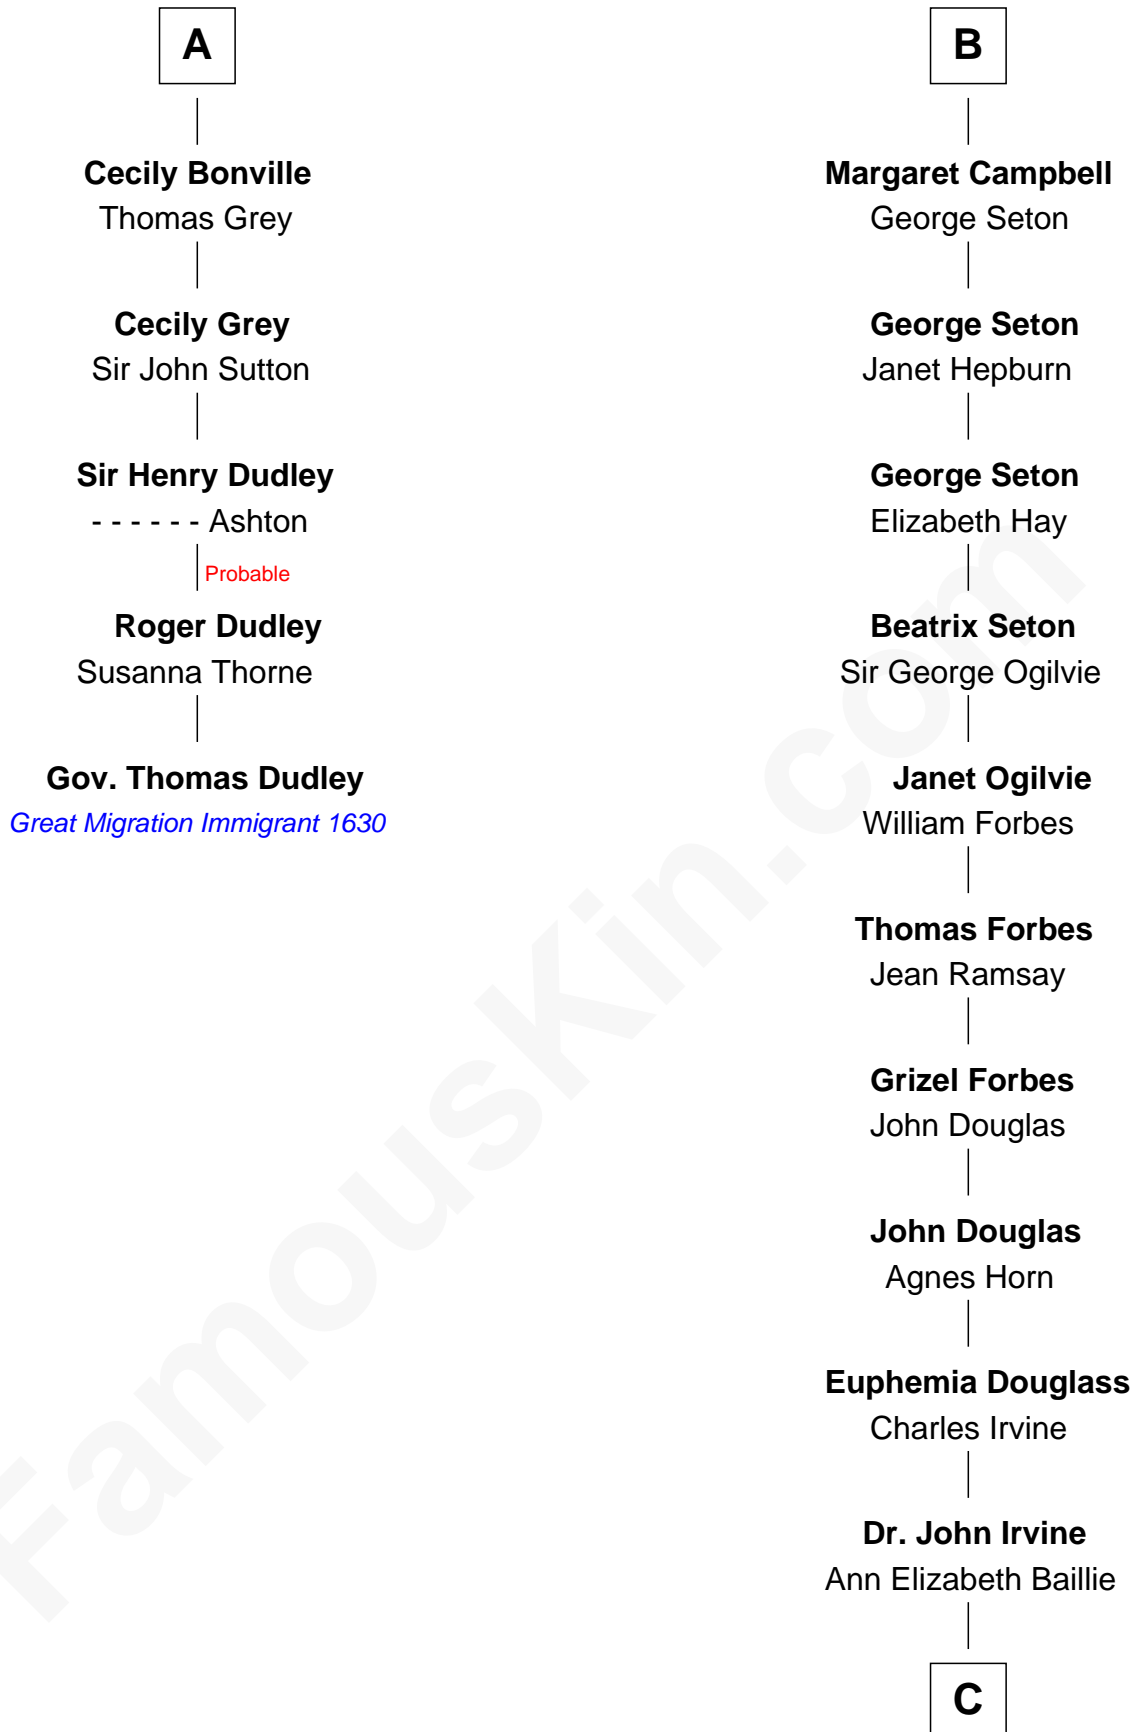 A
Cecily Bonville
Thomas Grey
Cecily Grey
Sir John Sutton
Sir Henry Dudley
- - - - - - Ashton
Probable
Roger Dudley
Susanna Thorne
Gov. Thomas Dudley
Great Migration Immigrant 1630
B
Margaret Campbell
George Seton
George Seton
Janet Hepburn
George Seton
Elizabeth Hay
Beatrix Seton
Sir George Ogilvie
Janet Ogilvie
William Forbes
Thomas Forbes
Jean Ramsay
Grizel Forbes
John Douglas
John Douglas
Agnes Horn
Euphemia Douglass
Charles Irvine
Dr. John Irvine
Ann Elizabeth Baillie
C
FamousKin.com